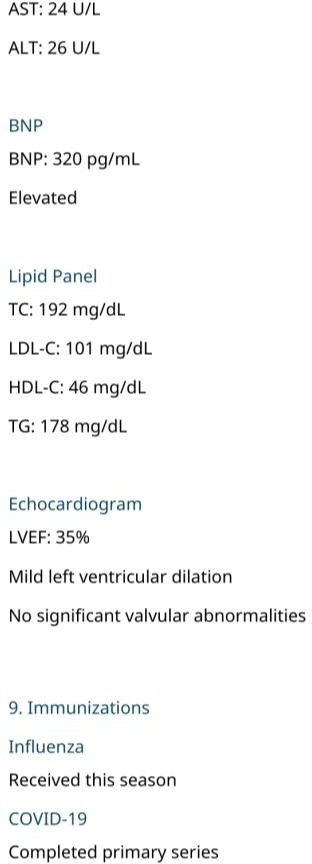 AST: 24 U/L
ALT: 26 U/L
BNP
BNP: 320 pg/mL
Elevated
Lipid Panel
TC: 192 mg/dL
LDL-C: 101 mg/dL
HDL-C: 46 mg/dL
TG: 178 mg/dL
Echocardiogram
LVEF: 35%
Mild left ventricular dilation
No significant valvular abnormalities
9. Immunizations
Influenza
Received this season
COVID-19
Completed primary series